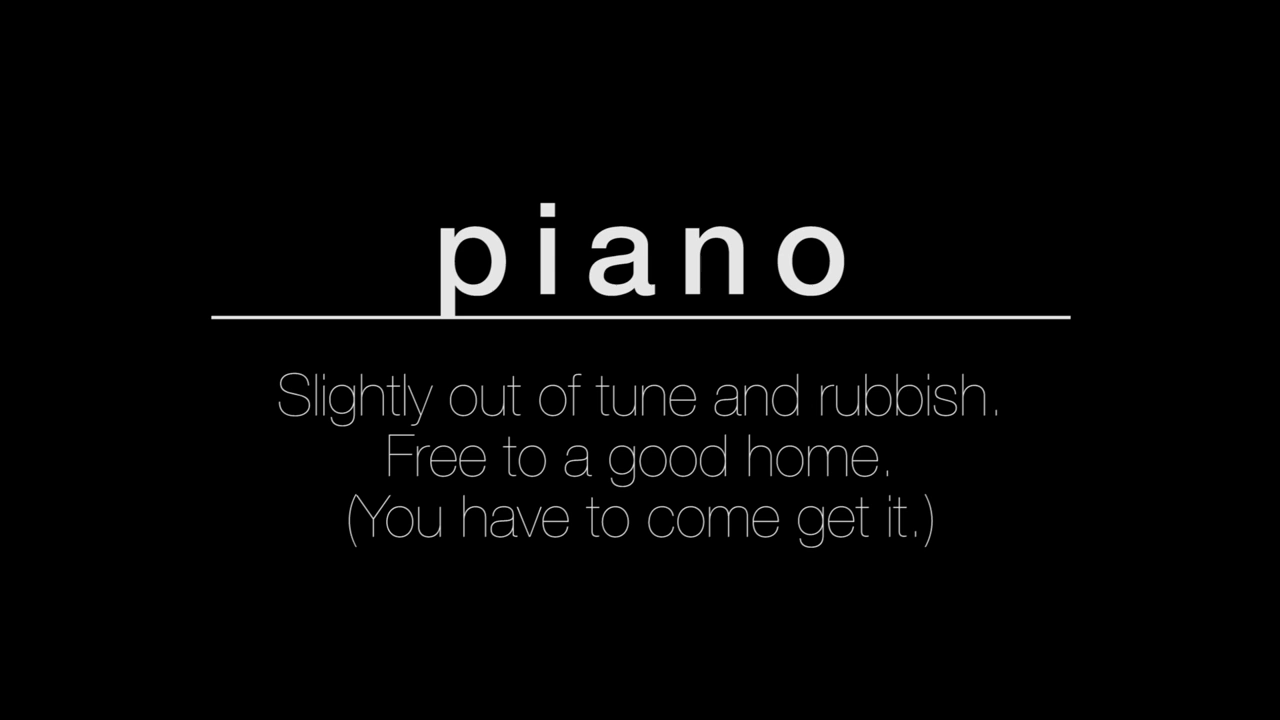 piano
Slightly out of tune and rubbish.
Free to a good home.
(You have to come get it.)